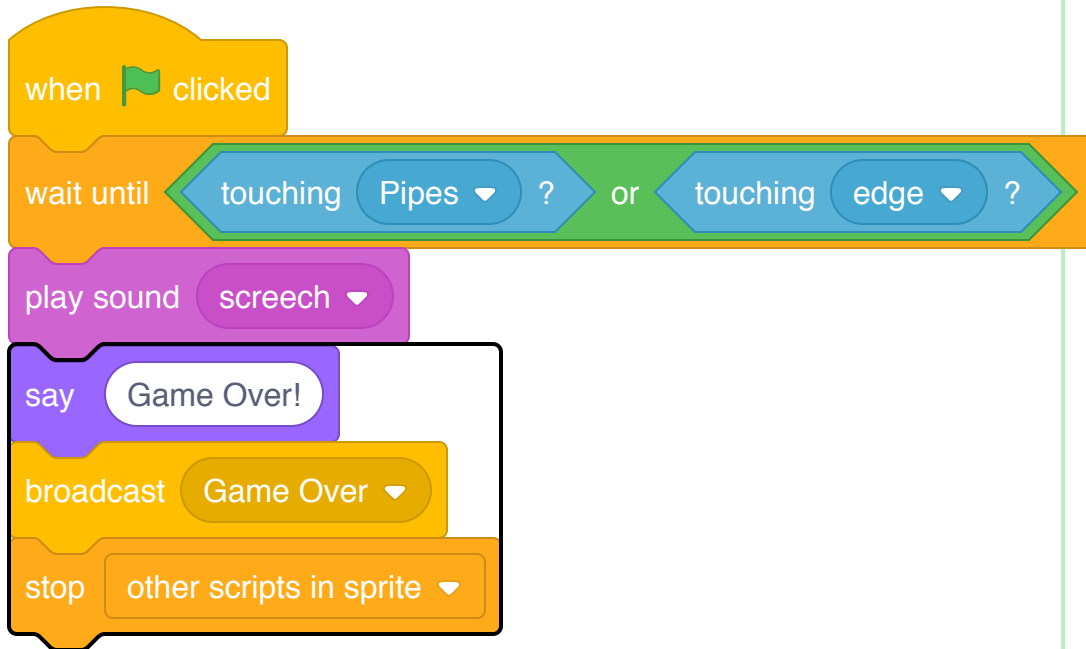 when clicked
wait until touching Pipes ? or touching edge ?
play sound screech
say Game Over!
broadcast Game Over
stop other scripts in sprite